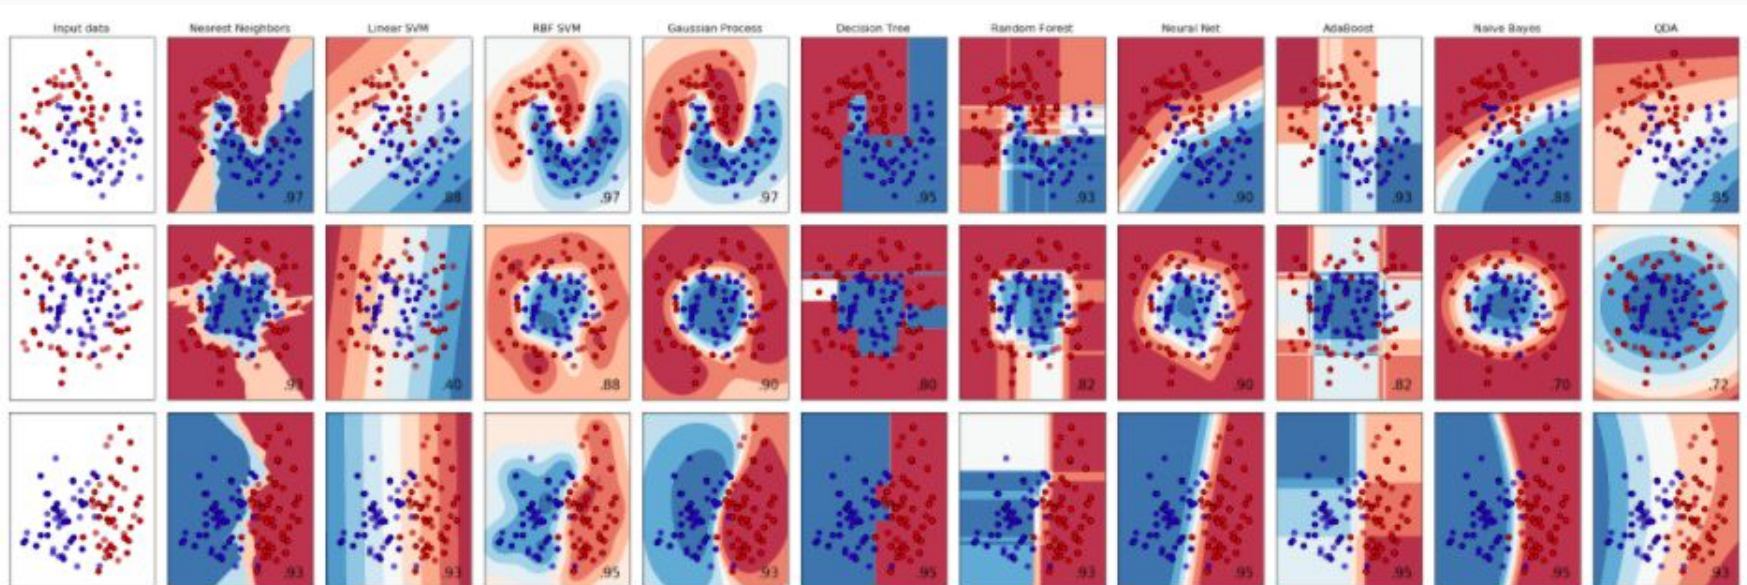 Input data Nearest Neighbors Linear SVM RBF SVM Gaussian Process Decision Tree Random Forest Neural Net AdaBoost Naive Bayes QDA
.97 .88 .97 .97 .95 .93 .90 .93 .88 .85
.93 .40 .88 .90 .80 .82 .90 .82 .70 .72
.93 .93 .95 .93 .95 .93 .95 .95 .95 .93